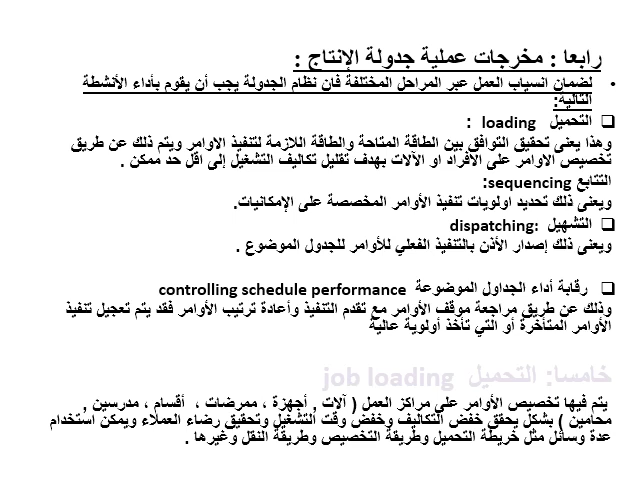 رابعا : مخرجات عملية جدولة الإنتاج :
• لضمان انسياب العمل عبر المراحل المختلفة فان نظام الجدولة يجب أن يقوم بأداء الأنشطة
التالية:
❑ التحميل loading :
وهذا يعنى تحقيق التوافق بين الطاقة المتاحة والطاقة اللازمة لتنفيذ الاوامر ويتم ذلك عن طريق
تخصيص الاوامر على الأفراد او الآلات بهدف تقليل تكاليف التشغيل إلى اقل حد ممكن .
التتابع sequencing:
ويعنى ذلك تحديد اولويات تنفيذ الأوامر المخصصة على الإمكانيات.
❑ التشهيل :dispatching
ويعنى ذلك إصدار الأذن بالتنفيذ الفعلي للأوامر للجدول الموضوع .
❑ رقابة أداء الجداول الموضوعة controlling schedule performance
وذلك عن طريق مراجعة موقف الأوامر مع تقدم التنفيذ وأعادة ترتيب الأوامر فقد يتم تعجيل تنفيذ
الأوامر المتأخرة أو التي تأخذ أولوية عالية
خامسا: التحميل job loading
يتم فيها تخصيص الأوامر على مراكز العمل ( آلات , أجهزة ، ممرضات ، أقسام ، مدرسين ,
محامين ) بشكل يحقق خفض التكاليف وخفض وقت التشغيل وتحقيق رضاء العملاء ويمكن استخدام
عدة وسائل مثل خريطة التحميل وطريقة التخصيص وطريقة النقل وغيرها .